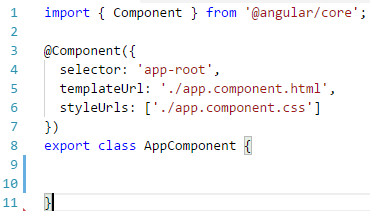 1 import { Component } from '@angular/core';
2
3 @Component({
4   selector: 'app-root',
5   templateUrl: './app.component.html',
6   styleUrls: ['./app.component.css']
7 })
8 export class AppComponent {
9
10
11 }